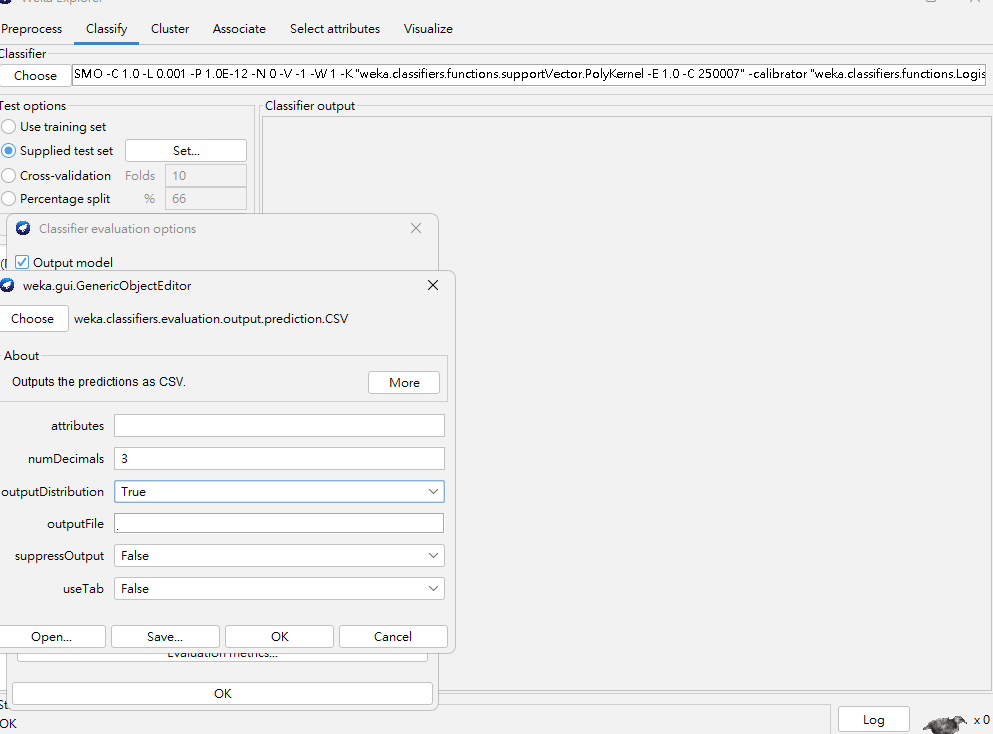 Weka Explorer
Preprocess Classify Cluster Associate Select attributes Visualize
Classifier
Choose SMO -C 1.0 -L 0.001 -P 1.0E-12 -N 0 -V -1 -W 1 -K "weka.classifiers.functions.supportVector.PolyKernel -E 1.0 -C 250007" -calibrator "weka.classifiers.functions.Logis
Test options
Classifier output
Use training set
Supplied test set Set...
Cross-validation Folds 10
Percentage split % 66
Classifier evaluation options
Output model
weka.gui.GenericObjectEditor
Choose weka.classifiers.evaluation.output.prediction.CSV
About
Outputs the predictions as CSV.
More
attributes
numDecimals 3
outputDistribution True
outputFile .
suppressOutput False
useTab False
Open... Save... OK Cancel
Evaluation metrics...
OK
St
OK
Log
x 0